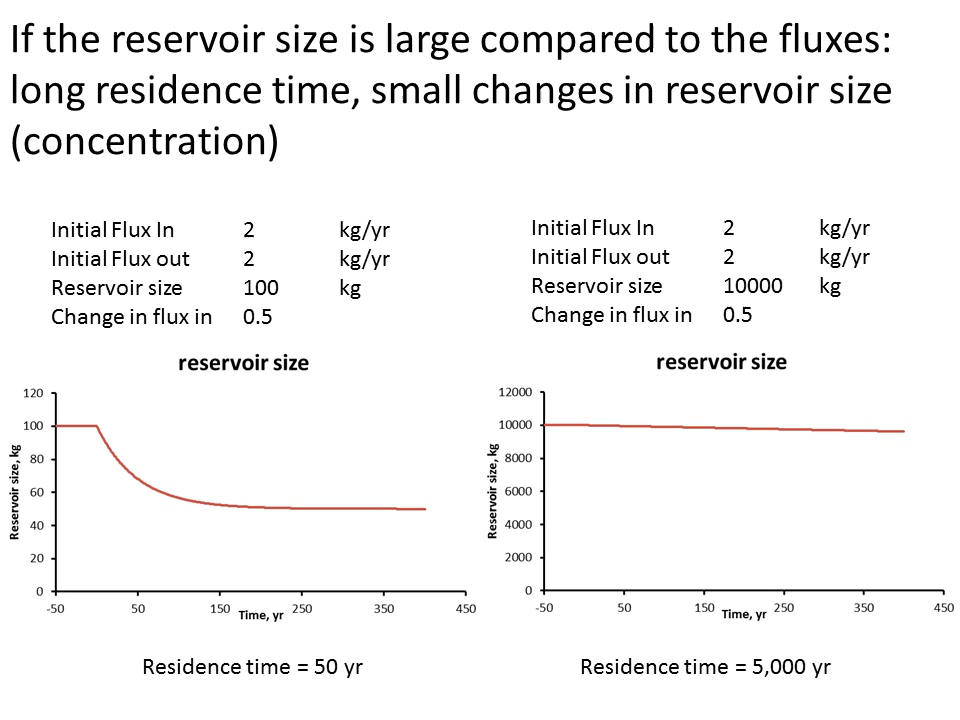 If the reservoir size is large compared to the fluxes:
long residence time, small changes in reservoir size
(concentration)
Initial Flux In 2 kg/yr
Initial Flux out 2 kg/yr
Reservoir size 100 kg
Change in flux in 0.5
Initial Flux In 2 kg/yr
Initial Flux out 2 kg/yr
Reservoir size 10000 kg
Change in flux in 0.5
reservoir size
120
100
80
60
40
20
0
Reservoir size, kg
-50 50 150 250 350 450
Time, yr
Residence time = 50 yr
reservoir size
12000
10000
8000
6000
4000
2000
0
Reservoir size, kg
-50 50 150 250 350 450
Time, yr
Residence time = 5,000 yr